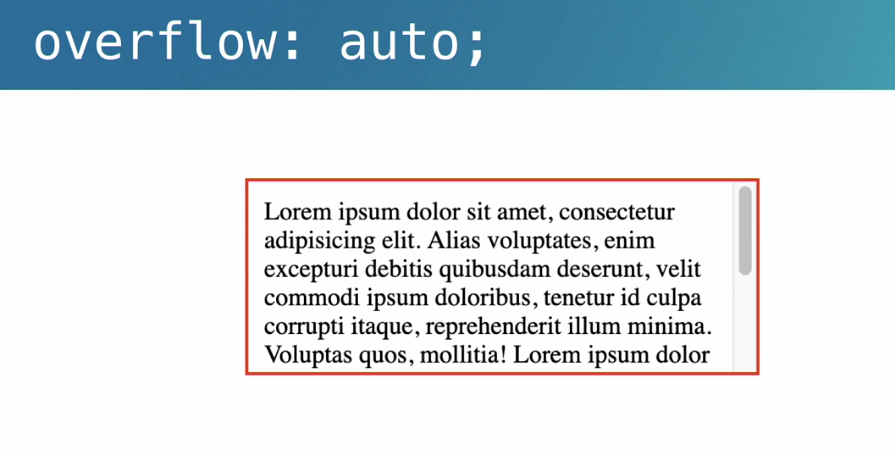 overflow: auto;
Lorem ipsum dolor sit amet, consectetur
adipisicing elit. Alias voluptates, enim
excepturi debitis quibusdam deserunt, velit
commodi ipsum doloribus, tenetur id culpa
corrupti itaque, reprehenderit illum minima.
Voluptas quos, mollitia! Lorem ipsum dolor